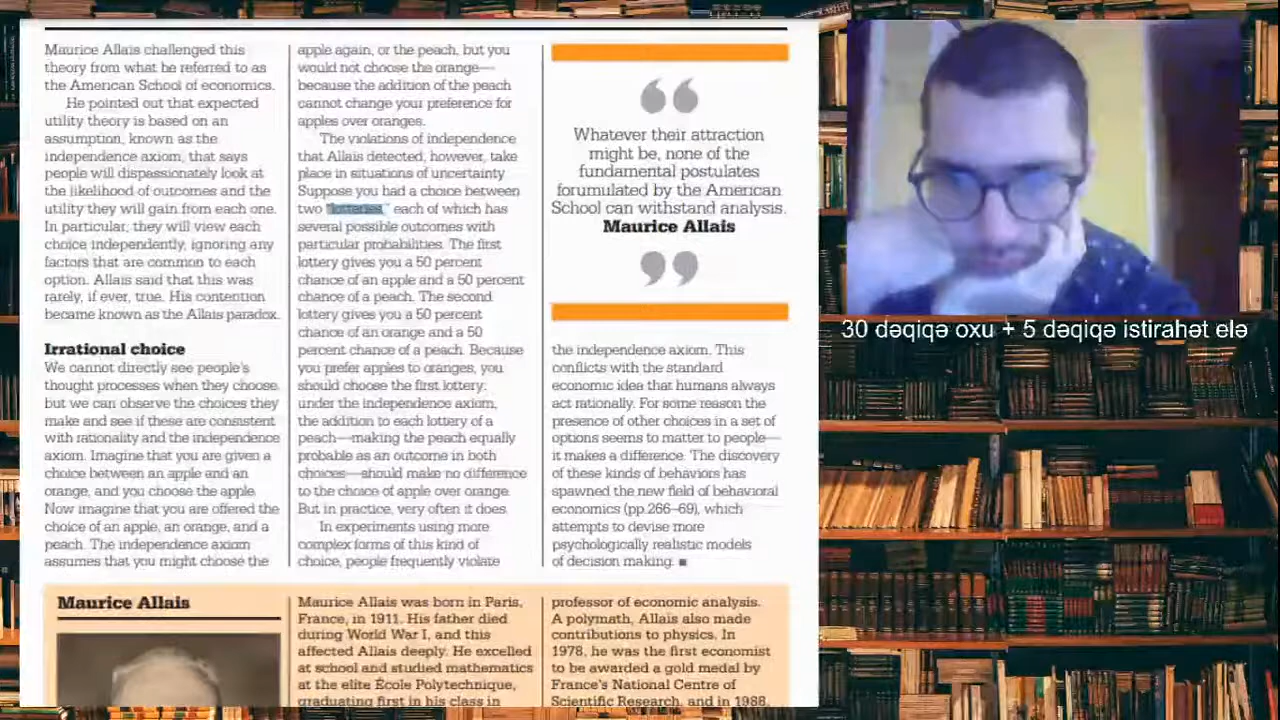 Maurice Allais challenged this
theory from what he referred to as
the American School of economics.
He pointed out that expected
utility theory is based on an
assumption, known as the
independence axiom, that says
people will dispassionately look at
the likelihood of outcomes and the
utility they will gain from each one.
In particular, they will view each
choice independently, ignoring any
factors that are common to each
option. Allais said that this was
rarely, if ever, true. His contention
became known as the Allais paradox.
Irrational choice
We cannot directly see people's
thought processes when they choose,
but we can observe the choices they
make and see if these are consistent
with rationality and the independence
axiom. Imagine that you are given a
choice between an apple and an
orange, and you choose the apple.
Now imagine that you are offered the
choice of an apple, an orange, and a
peach. The independence axiom
assumes that you might choose the
apple again, or the peach, but you
would not choose the orange—
because the addition of the peach
cannot change your preference for
apples over oranges.
The violations of independence
that Allais detected, however, take
place in situations of uncertainty.
Suppose you had a choice between
two "lotteries," each of which has
several possible outcomes with
particular probabilities. The first
lottery gives you a 50 percent
chance of an apple and a 50 percent
chance of a peach. The second
lottery gives you a 50 percent
chance of an orange and a 50
percent chance of a peach. Because
you prefer apples to oranges, you
should choose the first lottery.
under the independence axiom,
the addition to each lottery of a
peach—making the peach equally
probable as an outcome in both
choices—should make no difference
to the choice of apple over orange.
But in practice, very often it does.
In experiments using more
complex forms of this kind of
choice, people frequently violate
“
Whatever their attraction
might be, none of the
fundamental postulates
forumulated by the American
School can withstand analysis.
Maurice Allais
”
the independence axiom. This
conflicts with the standard
economic idea that humans always
act rationally. For some reason the
presence of other choices in a set of
options seems to matter to people—
it makes a difference. The discovery
of these kinds of behaviors has
spawned the new field of behavioral
economics (pp.266–69), which
attempts to devise more
psychologically realistic models
of decision making. ■
Maurice Allais
Maurice Allais was born in Paris,
France, in 1911. His father died
during World War I, and this
affected Allais deeply. He excelled
at school and studied mathematics
at the elite École Polytechnique,
graduating first in his class in
professor of economic analysis.
A polymath, Allais also made
contributions to physics. In
1978, he was the first economist
to be awarded a gold medal by
France's National Centre of
Scientific Research, and in 1988,
30 dəqiqə oxu + 5 dəqiqə istirahət elə